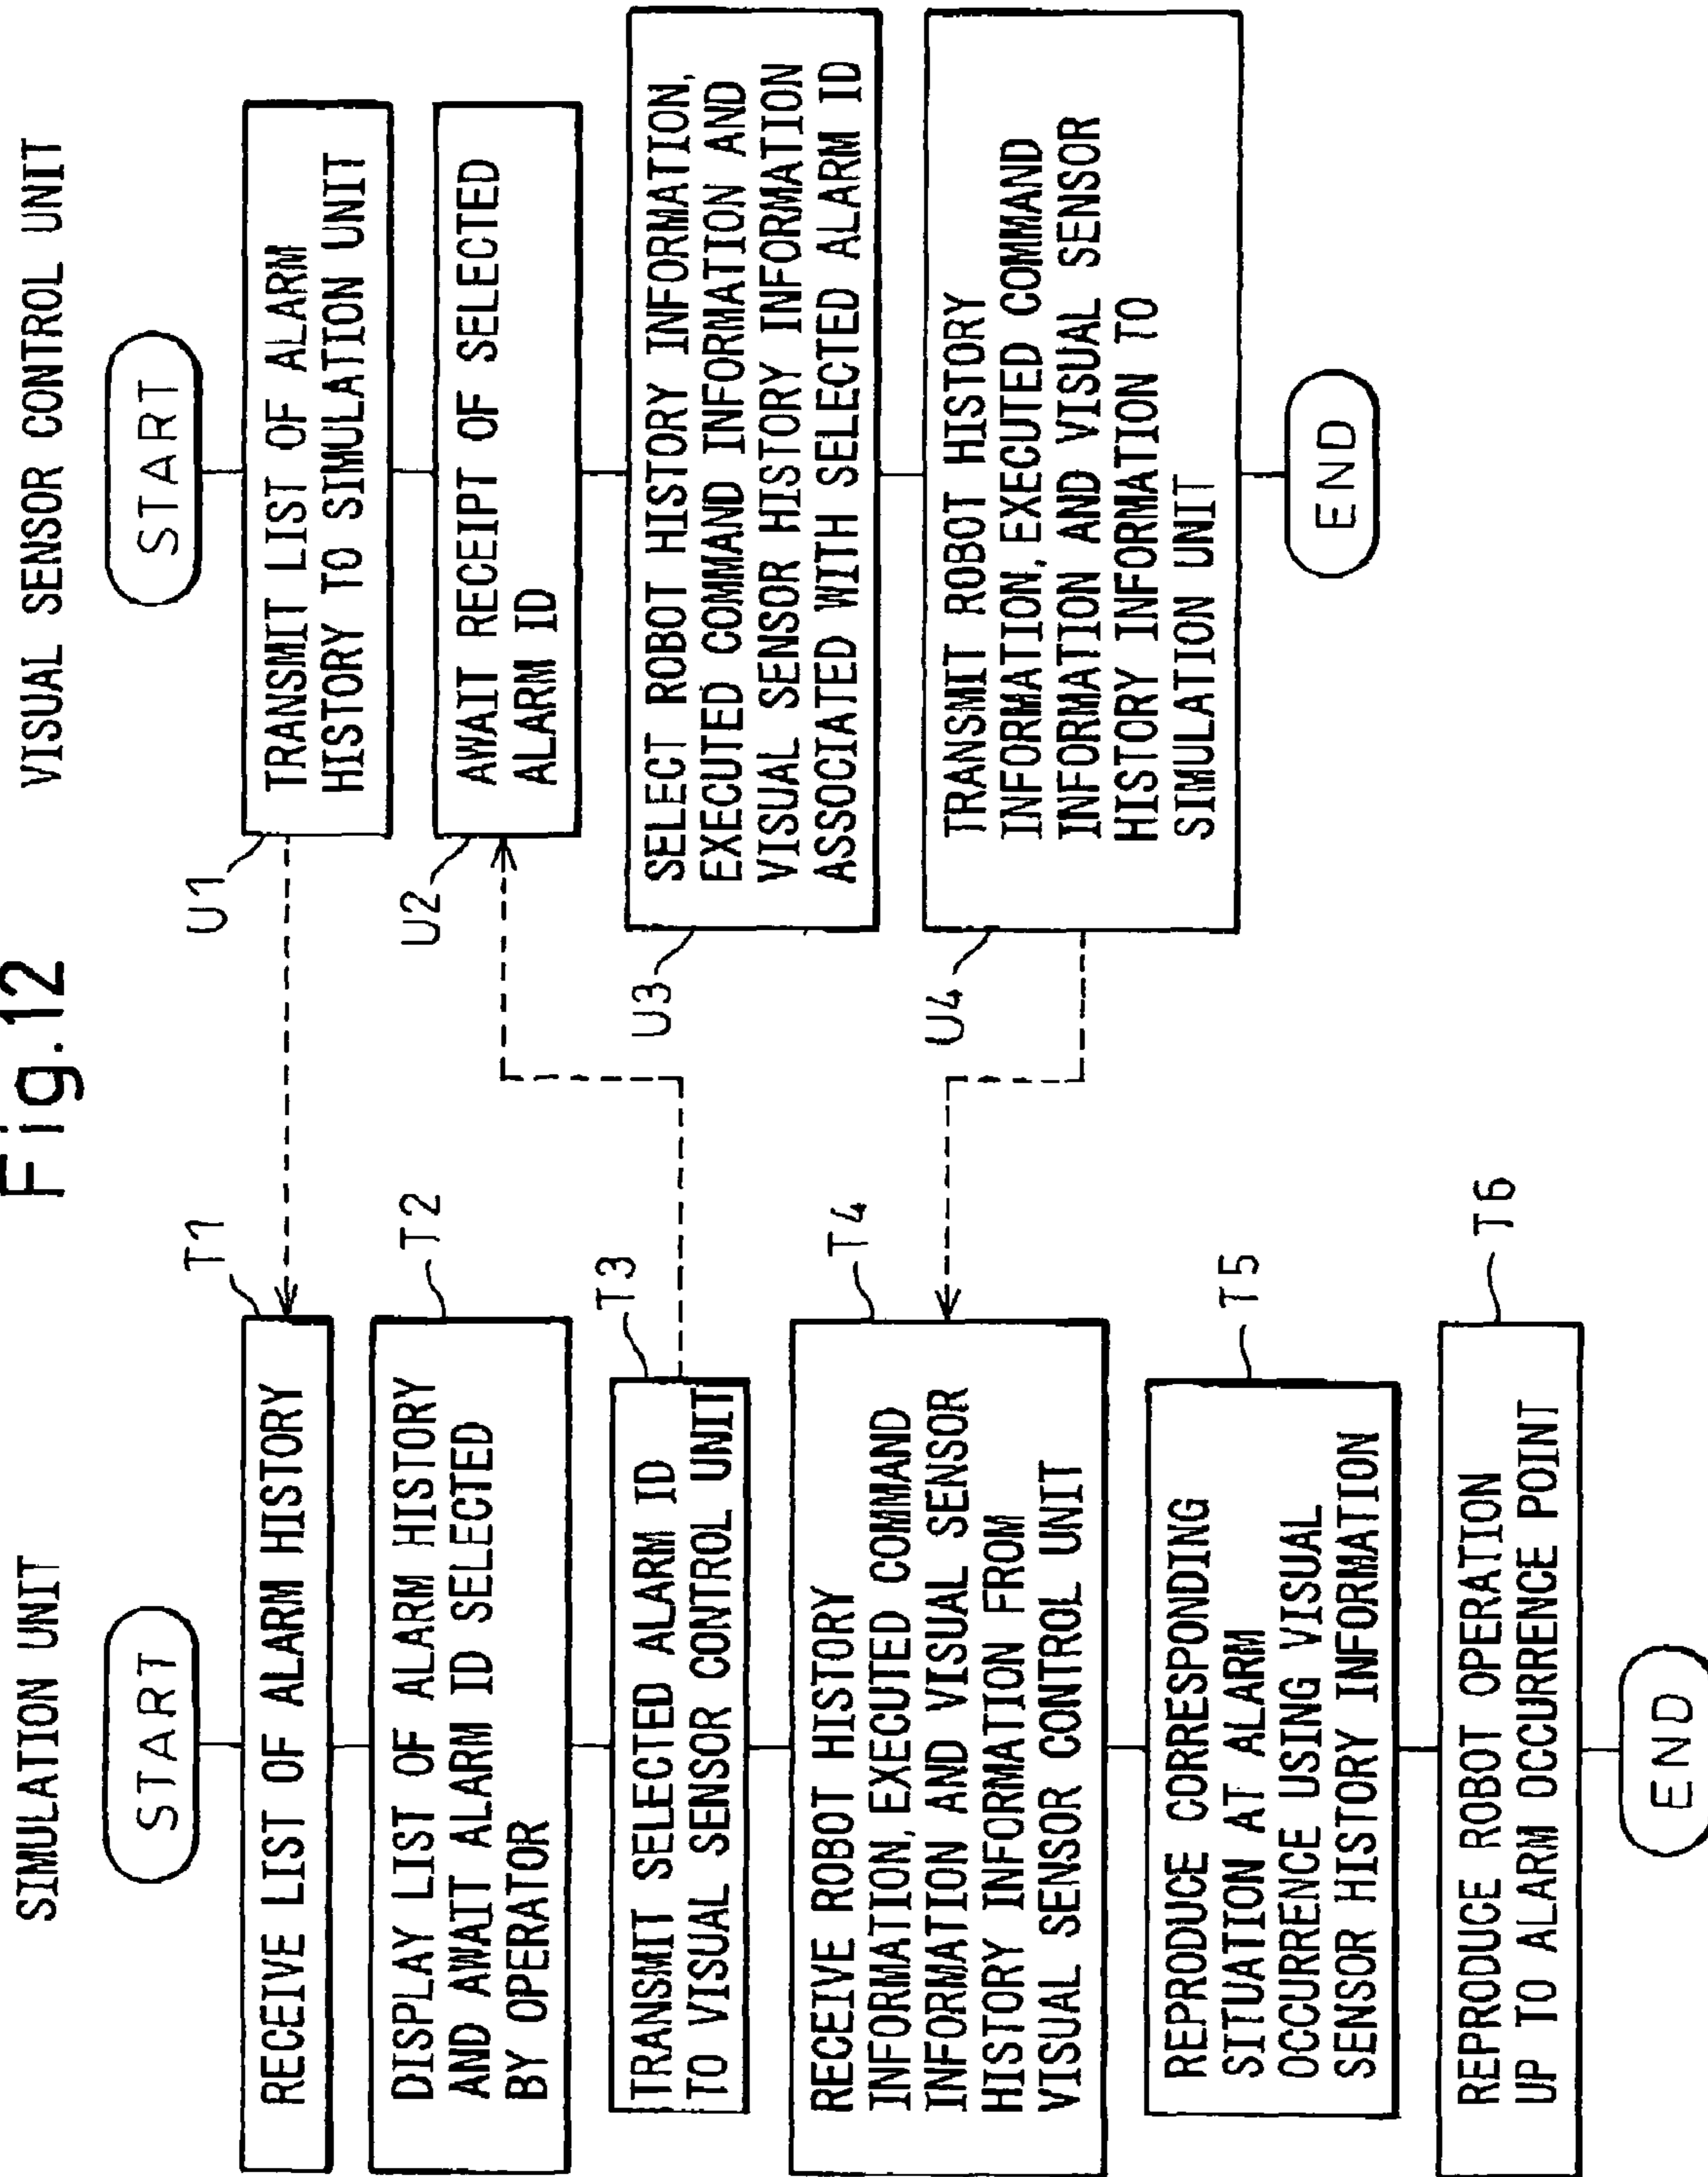 Fig.12
SIMULATION UNIT
START
T1
RECEIVE LIST OF ALARM HISTORY
T2
DISPLAY LIST OF ALARM HISTORY
AND AWAIT ALARM ID SELECTED
BY OPERATOR
T3
TRANSMIT SELECTED ALARM ID
TO VISUAL SENSOR CONTROL UNIT
T4
RECEIVE ROBOT HISTORY
INFORMATION, EXECUTED COMMAND
INFORMATION AND VISUAL SENSOR
HISTORY INFORMATION FROM
VISUAL SENSOR CONTROL UNIT
T5
REPRODUCE CORRESPONDING
SITUATION AT ALARM
OCCURRENCE USING VISUAL
SENSOR HISTORY INFORMATION
T6
REPRODUCE ROBOT OPERATION
UP TO ALARM OCCURRENCE POINT
END
VISUAL SENSOR CONTROL UNIT
START
U1
TRANSMIT LIST OF ALARM
HISTORY TO SIMULATION UNIT
U2
AWAIT RECEIPT OF SELECTED
ALARM ID
U3
SELECT ROBOT HISTORY INFORMATION,
EXECUTED COMMAND INFORMATION AND
VISUAL SENSOR HISTORY INFORMATION
ASSOCIATED WITH SELECTED ALARM ID
U4
TRANSMIT ROBOT HISTORY
INFORMATION, EXECUTED COMMAND
INFORMATION AND VISUAL SENSOR
HISTORY INFORMATION TO
SIMULATION UNIT
END